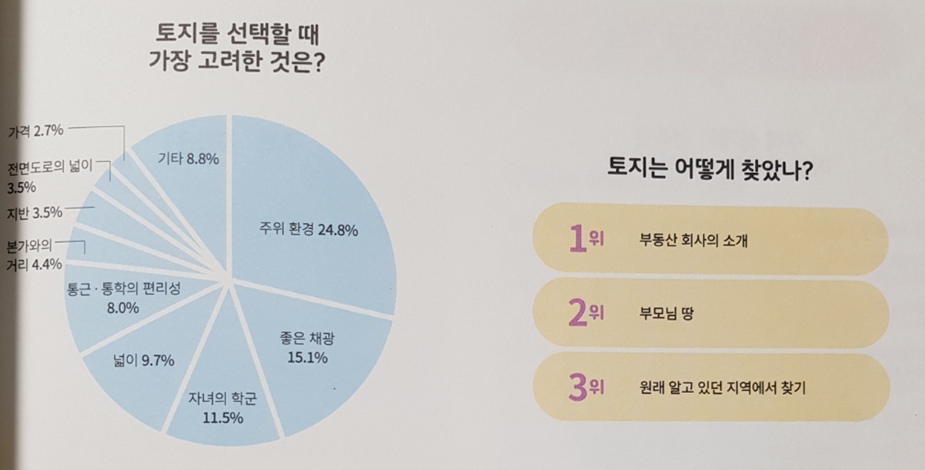 토지를 선택할 때
가장 고려한 것은?
가격 2.7%
전면도로의 넓이
3.5%
지반 3.5%
본가와의
거리 4.4%
통근 · 통학의 편리성
8.0%
넓이 9.7%
자녀의 학군
11.5%
좋은 채광
15.1%
주위 환경 24.8%
기타 8.8%
토지는 어떻게 찾았나?
1위 부동산 회사의 소개
2위 부모님 땅
3위 원래 알고 있던 지역에서 찾기